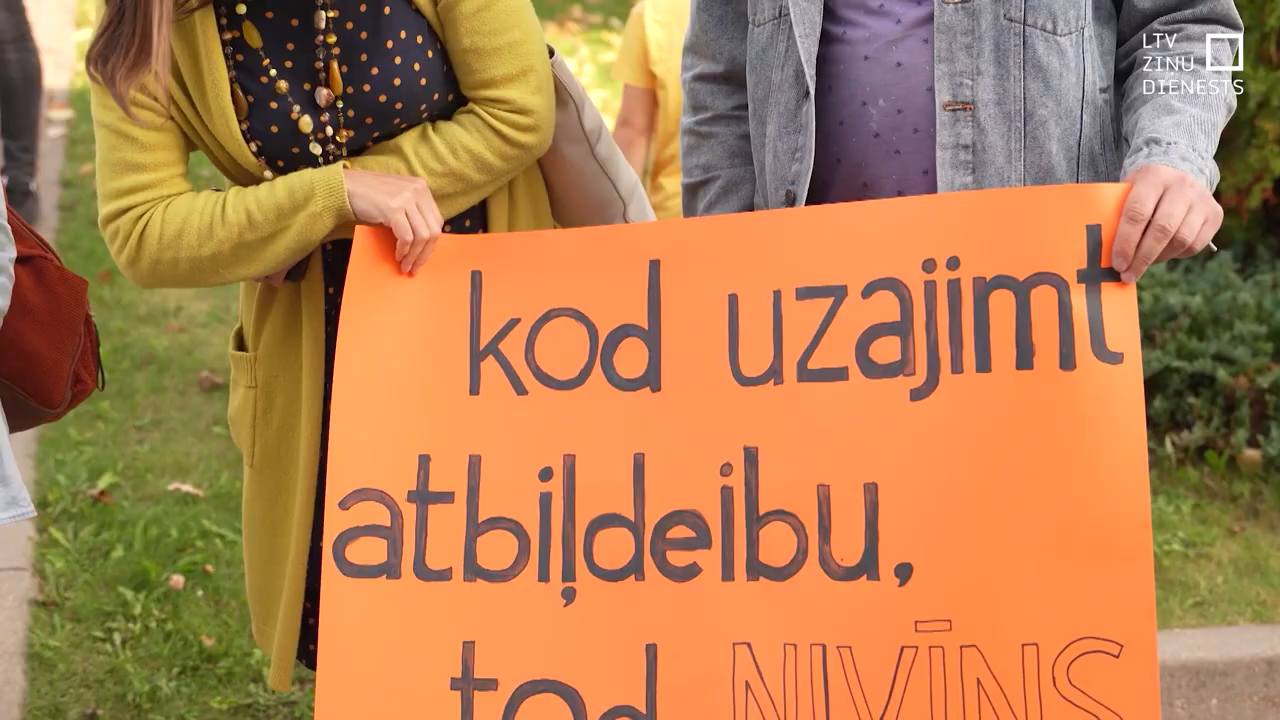 LTV
ZIŅU
DIENESTS
kod uzajimt
atbiļdeibu,
tod NIVĪNS